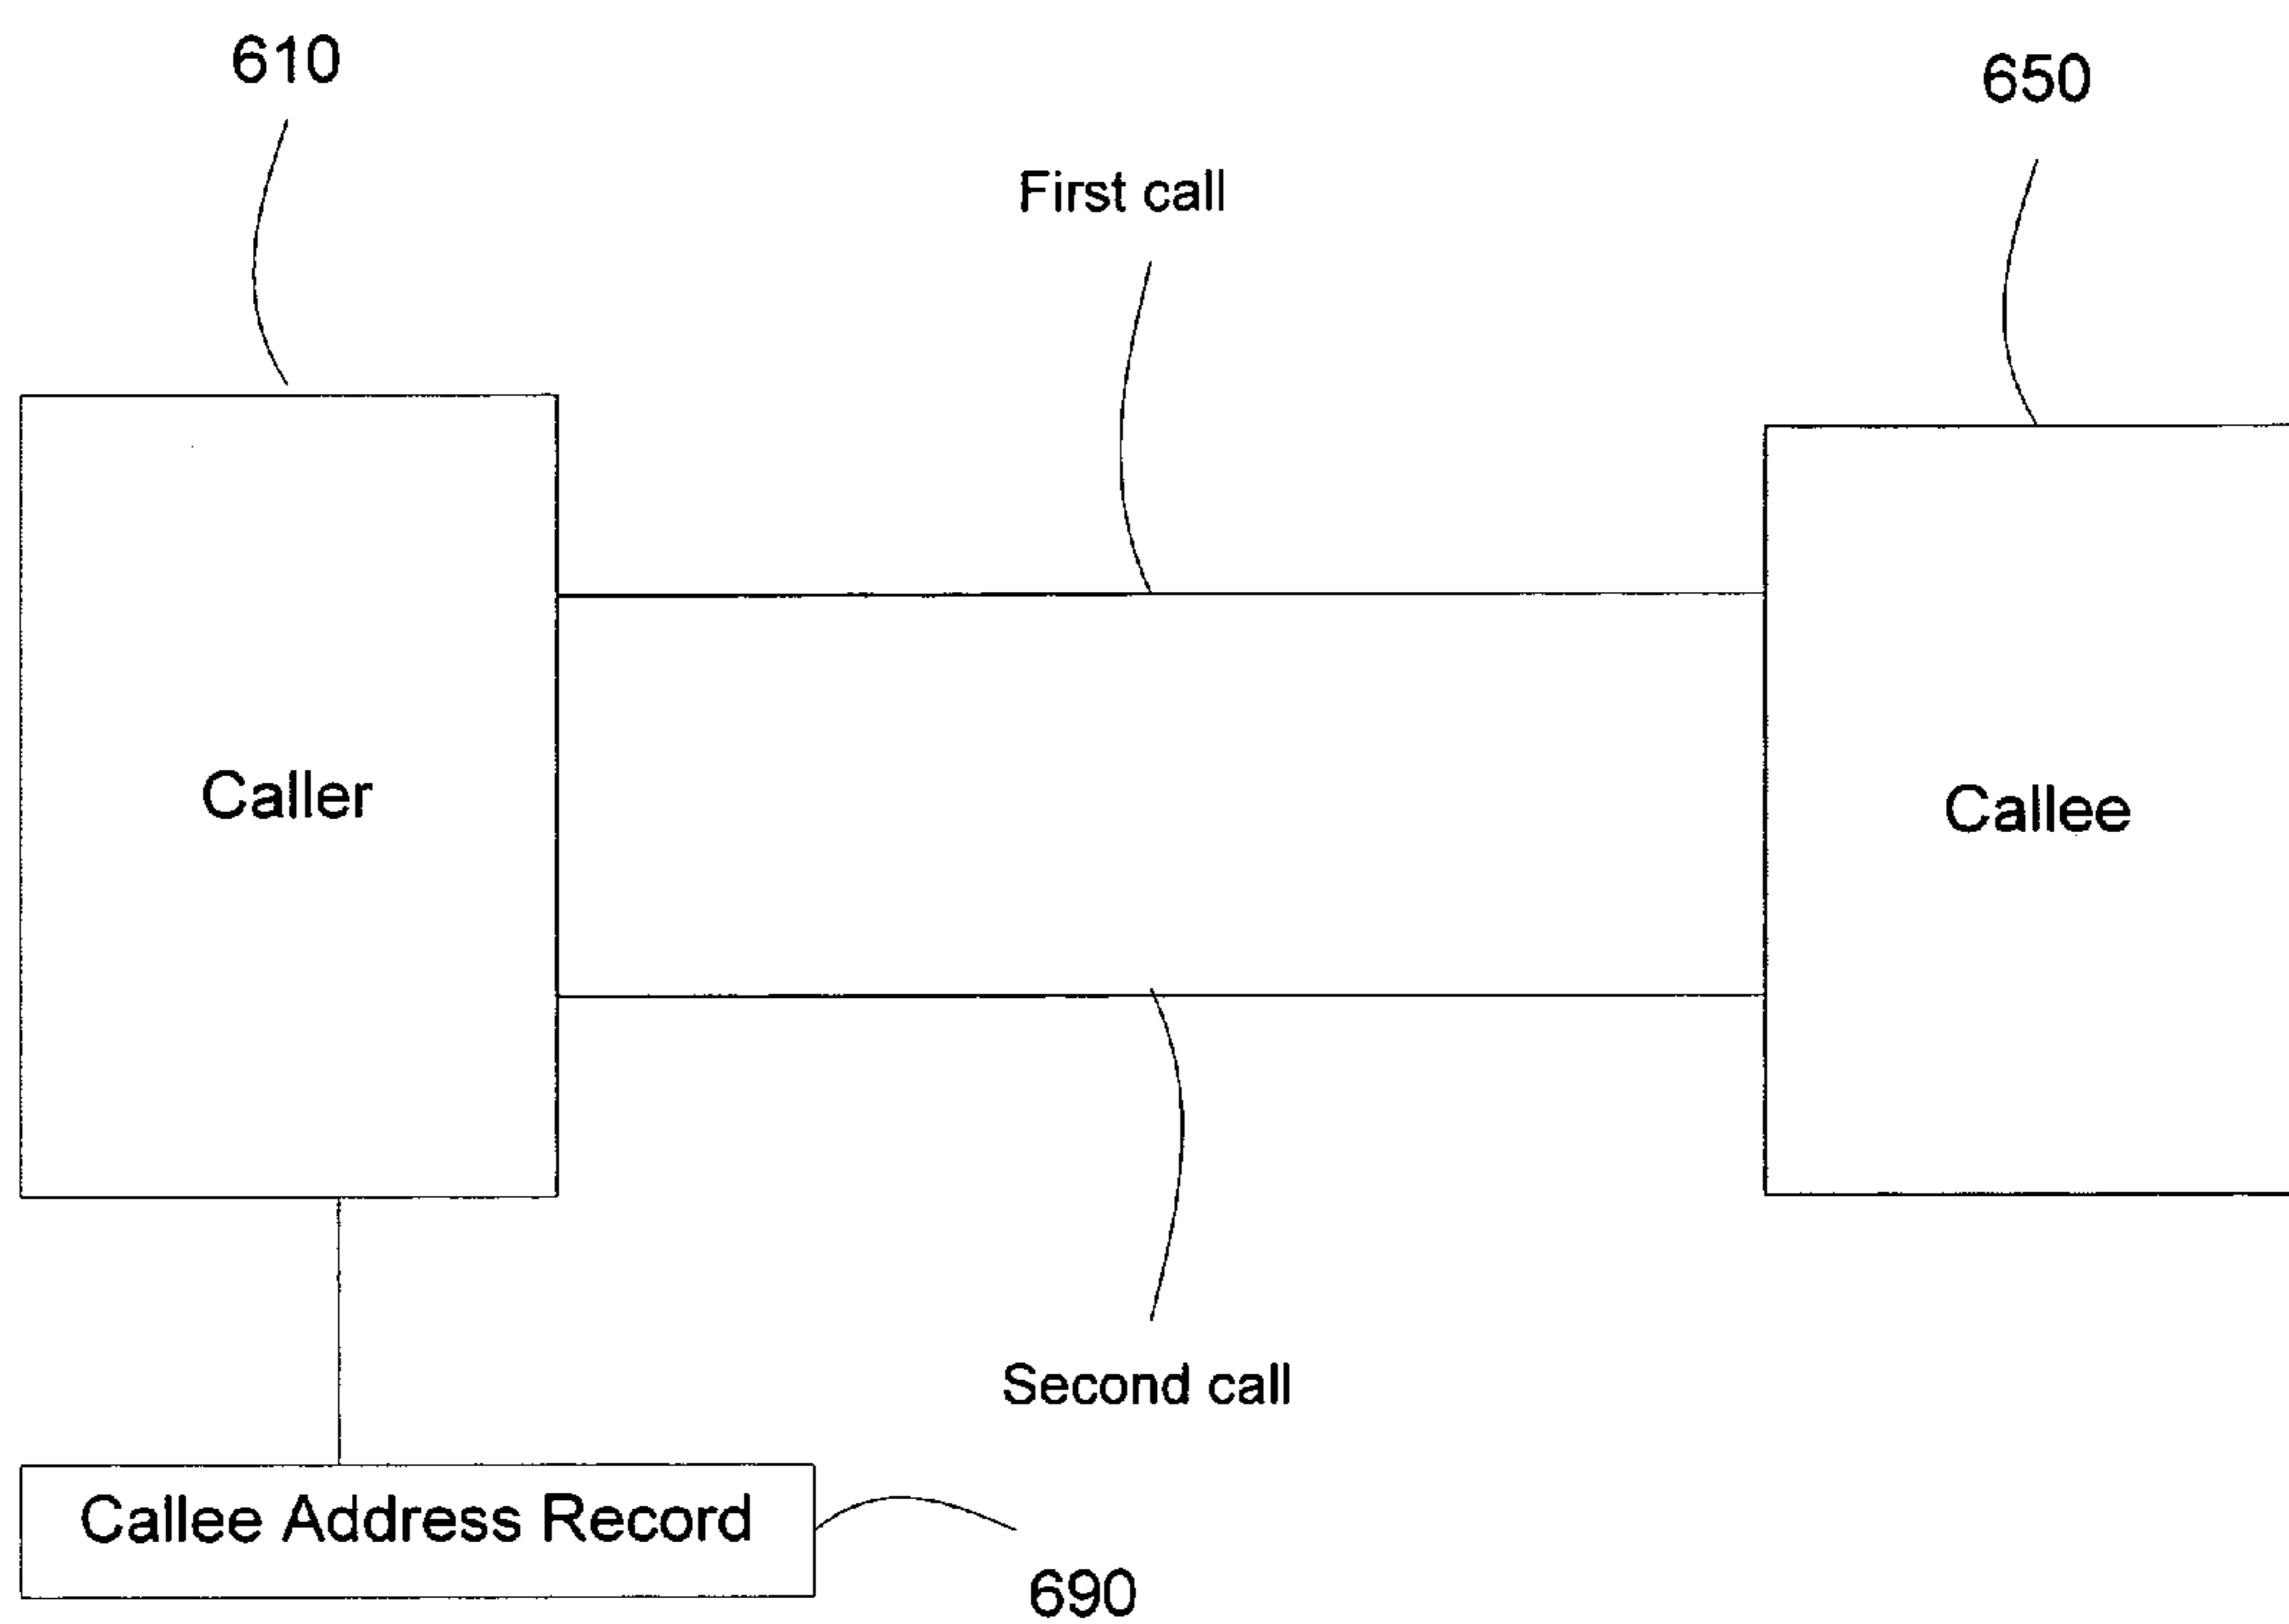 610
650
First call
Caller
Callee
Second call
Callee Address Record
690